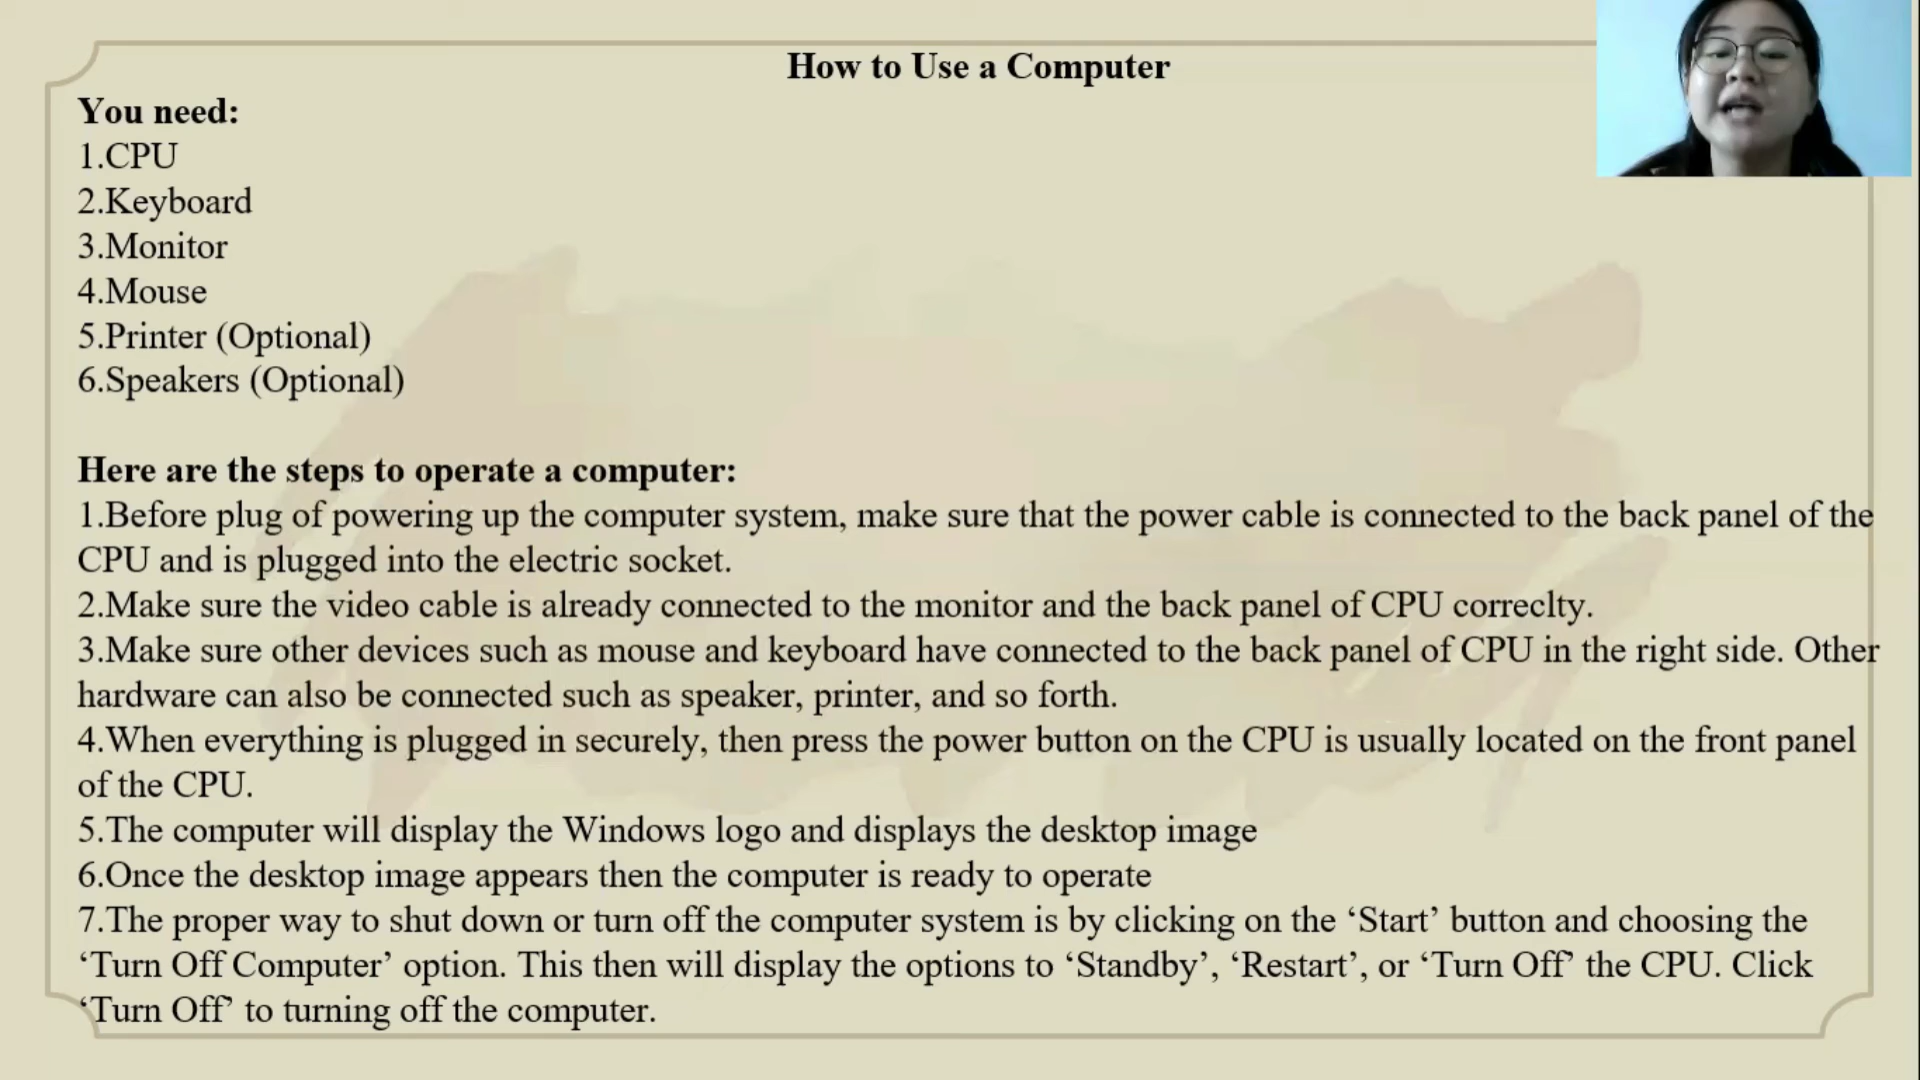 How to Use a Computer
You need:
1.CPU
2.Keyboard
3.Monitor
4.Mouse
5.Printer (Optional)
6.Speakers (Optional)
Here are the steps to operate a computer:
1.Before plug of powering up the computer system, make sure that the power cable is connected to the back panel of the
CPU and is plugged into the electric socket.
2.Make sure the video cable is already connected to the monitor and the back panel of CPU correclty.
3.Make sure other devices such as mouse and keyboard have connected to the back panel of CPU in the right side. Other
hardware can also be connected such as speaker, printer, and so forth.
4.When everything is plugged in securely, then press the power button on the CPU is usually located on the front panel
of the CPU.
5.The computer will display the Windows logo and displays the desktop image
6.Once the desktop image appears then the computer is ready to operate
7.The proper way to shut down or turn off the computer system is by clicking on the ‘Start’ button and choosing the
‘Turn Off Computer’ option. This then will display the options to ‘Standby’, ‘Restart’, or ‘Turn Off’ the CPU. Click
‘Turn Off’ to turning off the computer.